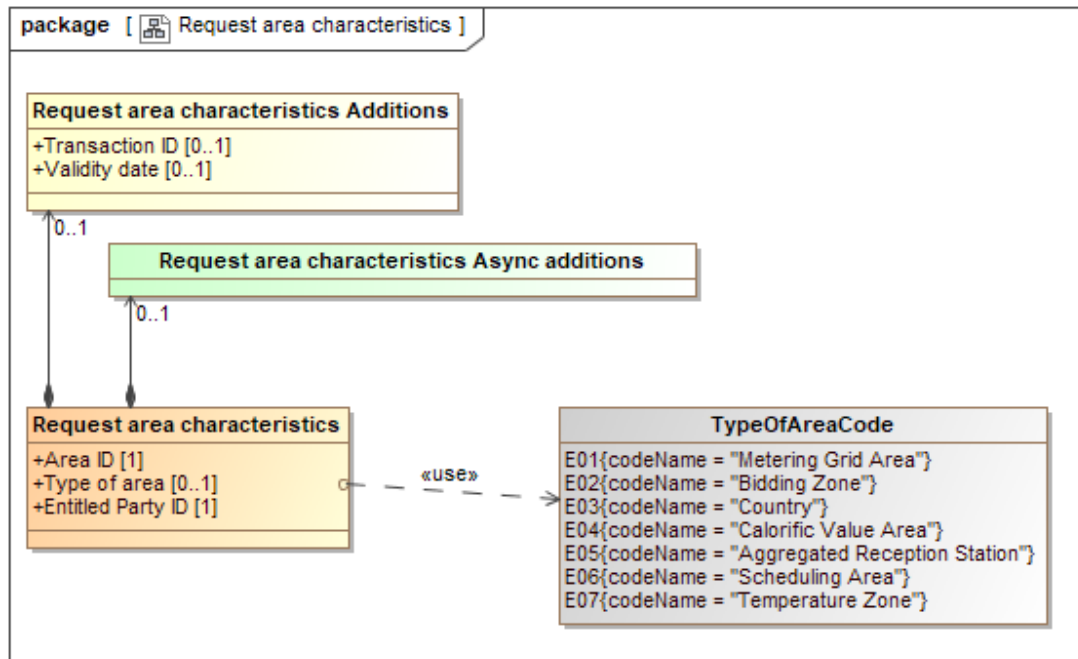 package [ Request area characteristics ]
Request area characteristics Additions
+Transaction ID [0..1]
+Validity date [0..1]
0..1
Request area characteristics Async additions
0..1
Request area characteristics
+Area ID [1]
+Type of area [0..1]
+Entitled Party ID [1]
«use»
TypeOfAreaCode
E01{codeName = "Metering Grid Area"}
E02{codeName = "Bidding Zone"}
E03{codeName = "Country"}
E04{codeName = "Calorific Value Area"}
E05{codeName = "Aggregated Reception Station"}
E06{codeName = "Scheduling Area"}
E07{codeName = "Temperature Zone"}